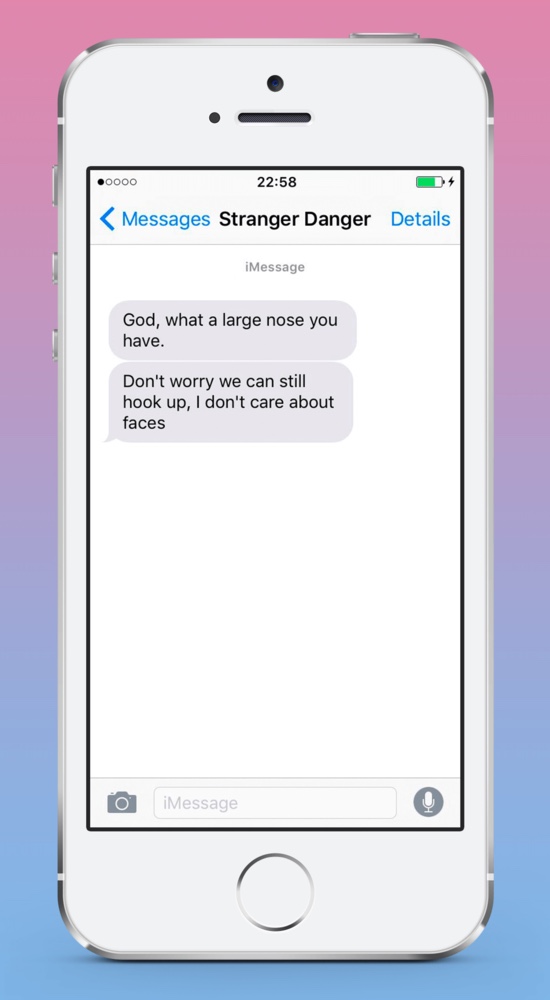 22:58
Messages Stranger Danger Details
iMessage
God, what a large nose you
have.
Don't worry we can still
hook up, I don't care about
faces
iMessage